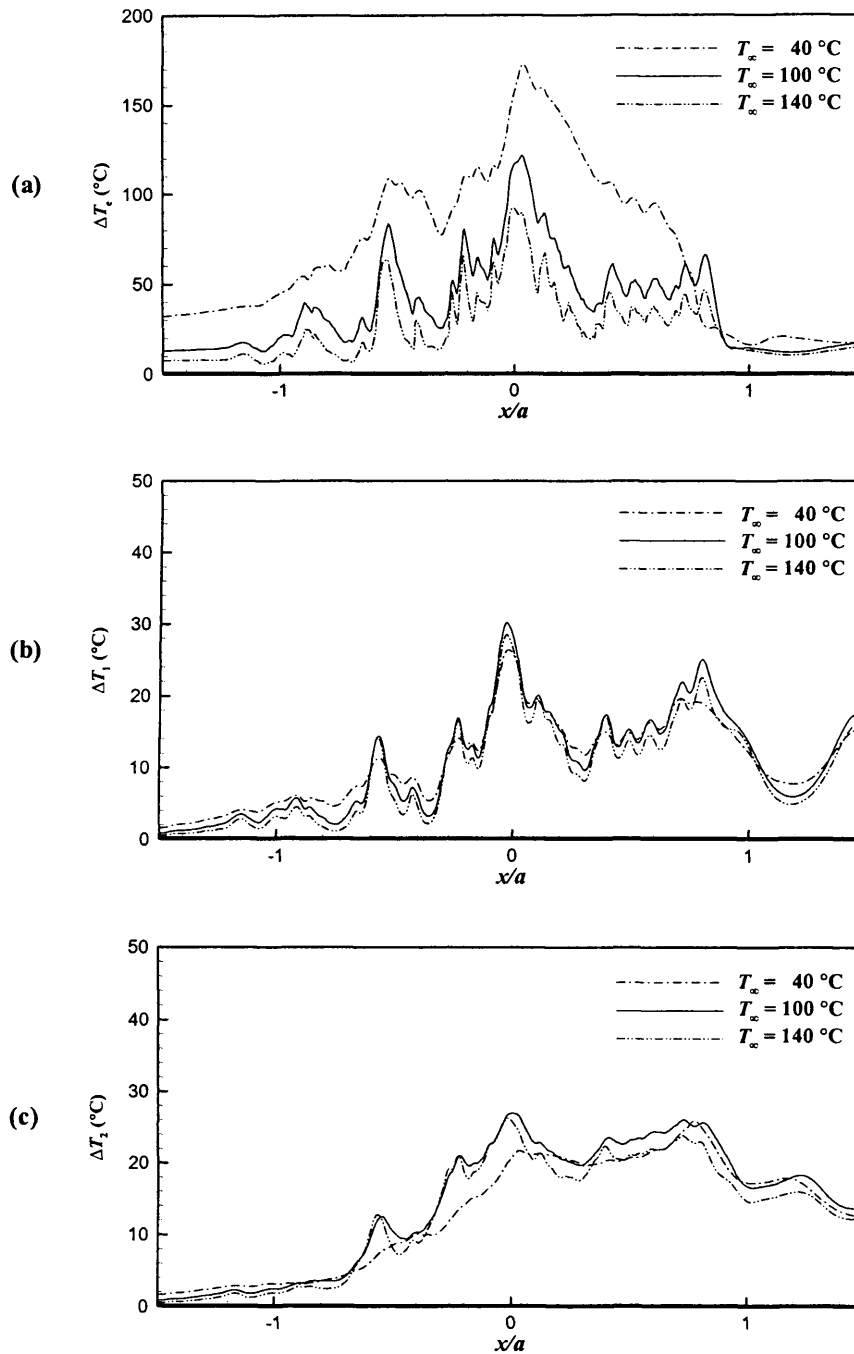 (a)
ΔTₑ (°C)
200
150
100
50
0
T∞ = 40 °C
T∞ = 100 °C
T∞ = 140 °C
-1
0
1
x/a
(b)
ΔT₁ (°C)
50
40
30
20
10
0
T∞ = 40 °C
T∞ = 100 °C
T∞ = 140 °C
-1
0
1
x/a
(c)
ΔT₂ (°C)
50
40
30
20
10
0
T∞ = 40 °C
T∞ = 100 °C
T∞ = 140 °C
-1
0
1
x/a